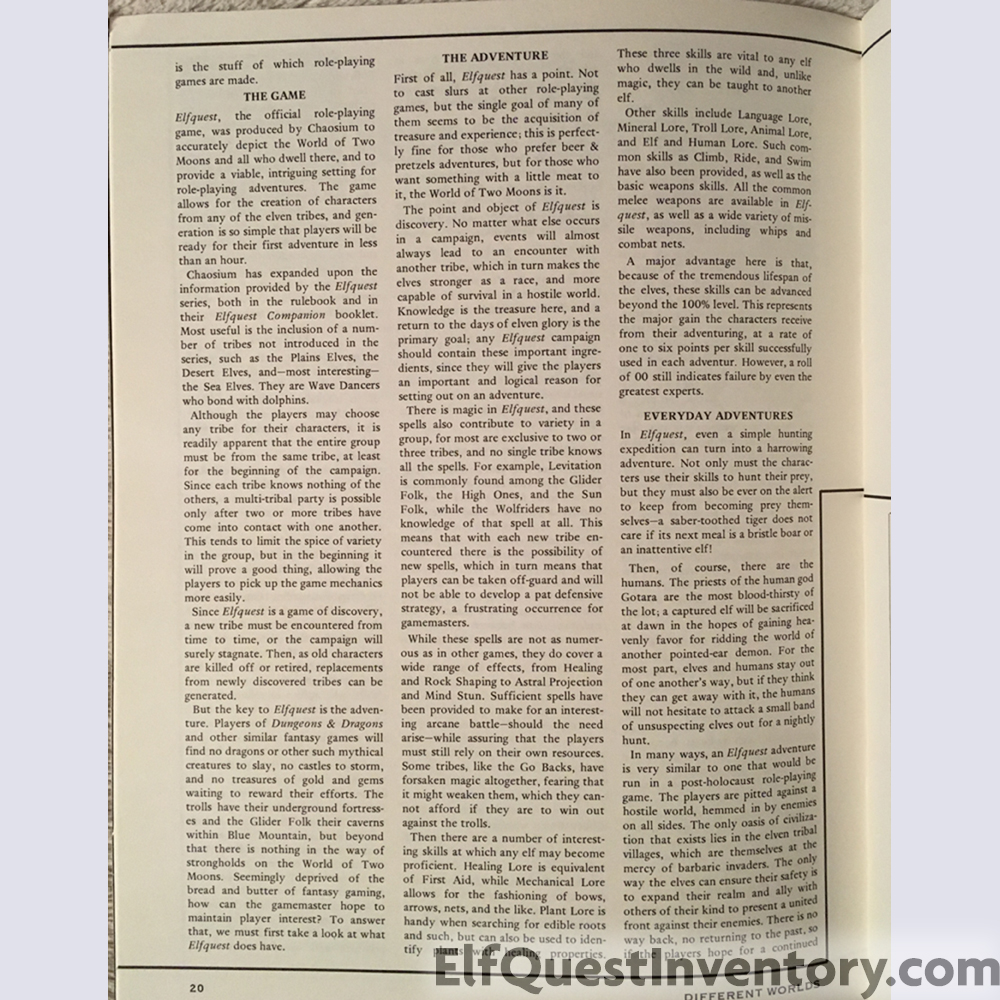 is the stuff of which role-playing
games are made.
THE GAME
Elfquest, the official role-playing
game, was produced by Chaosium to
accurately depict the World of Two
Moons and all who dwell there, and to
provide a viable, intriguing setting for
role-playing adventures. The game
allows for the creation of characters
from any of the elven tribes, and gen-
eration is so simple that players will be
ready for their first adventure in less
than an hour.
Chaosium has expanded upon the
information provided by the Elfquest
series, both in the rulebook and in
their Elfquest Companion booklet.
Most useful is the inclusion of a num-
ber of tribes not introduced in the
series, such as the Plains Elves, the
Desert Elves, and—most interesting—
the Sea Elves. They are Wave Dancers
who bond with dolphins.
Although the players may choose
any tribe for their characters, it is
readily apparent that the entire group
must be from the same tribe, at least
for the beginning of the campaign.
Since each tribe knows nothing of the
others, a multi-tribal party is possible
only after two or more tribes have
come into contact with one another.
This tends to limit the spice of variety
in the group, but in the beginning it
will prove a good thing, allowing the
players to pick up the game mechanics
more easily.
Since Elfquest is a game of discovery,
a new tribe must be encountered from
time to time, or the campaign will
surely stagnate. Then, as old characters
are killed off or retired, replacements
from newly discovered tribes can be
generated.
But the key to Elfquest is the adven-
ture. Players of Dungeons & Dragons
and other similar fantasy games will
find no dragons or other such mythical
creatures to slay, no castles to storm,
and no treasures of gold and gems
waiting to reward their efforts. The
trolls have their underground fortress-
es and the Glider Folk their caverns
within Blue Mountain, but beyond
that there is nothing in the way of
strongholds on the World of Two
Moons. Seemingly deprived of the
bread and butter of fantasy gaming,
how can the gamemaster hope to
maintain player interest? To answer
that, we must first take a look at what
Elfquest does have.
THE ADVENTURE
First of all, Elfquest has a point. Not
to cast slurs at other role-playing
games, but the single goal of many of
them seems to be the acquisition of
treasure and experience; this is perfect-
ly fine for those who prefer beer &
pretzels adventures, but for those who
want something with a little meat to
it, the World of Two Moons is it.
The point and object of Elfquest is
discovery. No matter what else occurs
in a campaign, events will almost
always lead to an encounter with
another tribe, which in turn makes the
elves stronger as a race, and more
capable of survival in a hostile world.
Knowledge is the treasure here, and a
return to the days of elven glory is the
primary goal; any Elfquest campaign
should contain these important ingre-
dients, since they will give the players
an important and logical reason for
setting out on an adventure.
There is magic in Elfquest, and these
spells also contribute to variety in a
group, for most are exclusive to two or
three tribes, and no single tribe knows
all the spells. For example, Levitation
is commonly found among the Glider
Folk, the High Ones, and the Sun
Folk, while the Wolfriders have no
knowledge of that spell at all. This
means that with each new tribe en-
countered there is the possibility of
new spells, which in turn means that
players can be taken off-guard and will
not be able to develop a pat defensive
strategy, a frustrating occurrence for
gamemasters.
While these spells are not as numer-
ous as in other games, they do cover a
wide range of effects, from Healing
and Rock Shaping to Astral Projection
and Mind Stun. Sufficient spells have
been provided to make for an interest-
ing arcane battle—should the need
arise—while assuring that the players
must still rely on their own resources.
Some tribes, like the Go Backs, have
forsaken magic altogether, fearing that
it might weaken them, which they can-
not afford if they are to win out
against the trolls.
Then there are a number of interest-
ing skills at which any elf may become
proficient. Healing Lore is equivalent
of First Aid, while Mechanical Lore
allows for the fashioning of bows,
arrows, nets, and the like. Plant Lore is
handy when searching for edible roots
and such, but can also be used to iden-
tify plants with healing properties.
These three skills are vital to any elf
who dwells in the wild and, unlike
magic, they can be taught to another
elf.
Other skills include Language Lore,
Mineral Lore, Troll Lore, Animal Lore,
and Elf and Human Lore. Such com-
mon skills as Climb, Ride, and Swim
have also been provided, as well as the
basic weapons skills. All the common
melee weapons are available in Elf-
quest, as well as a wide variety of mis-
sile weapons, including whips and
combat nets.
A major advantage here is that,
because of the tremendous lifespan of
the elves, these skills can be advanced
beyond the 100% level. This represents
the major gain the characters receive
from their adventuring, at a rate of
one to six points per skill successfully
used in each adventur. However, a roll
of 00 still indicates failure by even the
greatest experts.
EVERYDAY ADVENTURES
In Elfquest, even a simple hunting
expedition can turn into a harrowing
adventure. Not only must the charac-
ters use their skills to hunt their prey,
but they must also be ever on the alert
to keep from becoming prey them-
selves—a saber-toothed tiger does not
care if its next meal is a bristle boar or
an inattentive elf!
Then, of course, there are the
humans. The priests of the human god
Gotara are the most blood-thirsty of
the lot; a captured elf will be sacrificed
at dawn in the hopes of gaining hea-
venly favor for ridding the world of
another pointed-ear demon. For the
most part, elves and humans stay out
of one another's way, but if they think
they can get away with it, the humans
will not hesitate to attack a small band
of unsuspecting elves out for a nightly
hunt.
In many ways, an Elfquest adventure
is very similar to one that would be
run in a post-holocaust role-playing
game. The players are pitted against a
hostile world, hemmed in by enemies
on all sides. The only oasis of civiliza-
tion that exists lies in the elven tribal
villages, which are themselves at the
mercy of barbaric invaders. The only
way the elves can ensure their safety is
to expand their realm and ally with
others of their kind to present a united
front against their enemies. There is no
way back, no returning to the past, so
if the players hope for a continued
20
DIFFERENT WORLDS
ElfQuestInventory.com